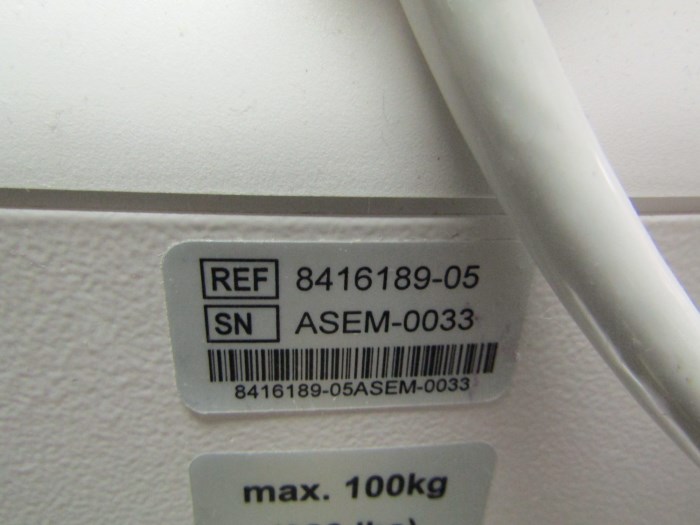 REF 8416189-05
SN ASEM-0033
8416189-05ASEM-0033
max. 100kg